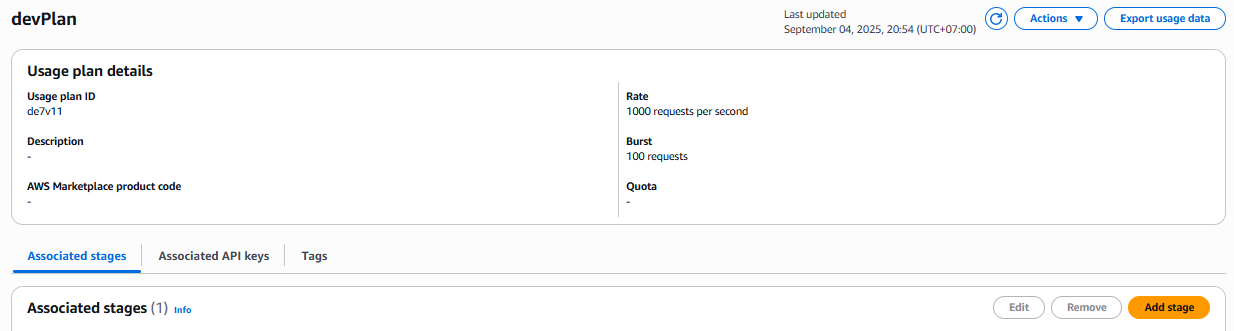 devPlan
Last updated
September 04, 2025, 20:54 (UTC+07:00)
Actions
Export usage data
Usage plan details
Usage plan ID
de7v11
Rate
1000 requests per second
Description
-
Burst
100 requests
AWS Marketplace product code
-
Quota
-
Associated stages
Associated API keys
Tags
Associated stages (1) Info
Edit
Remove
Add stage